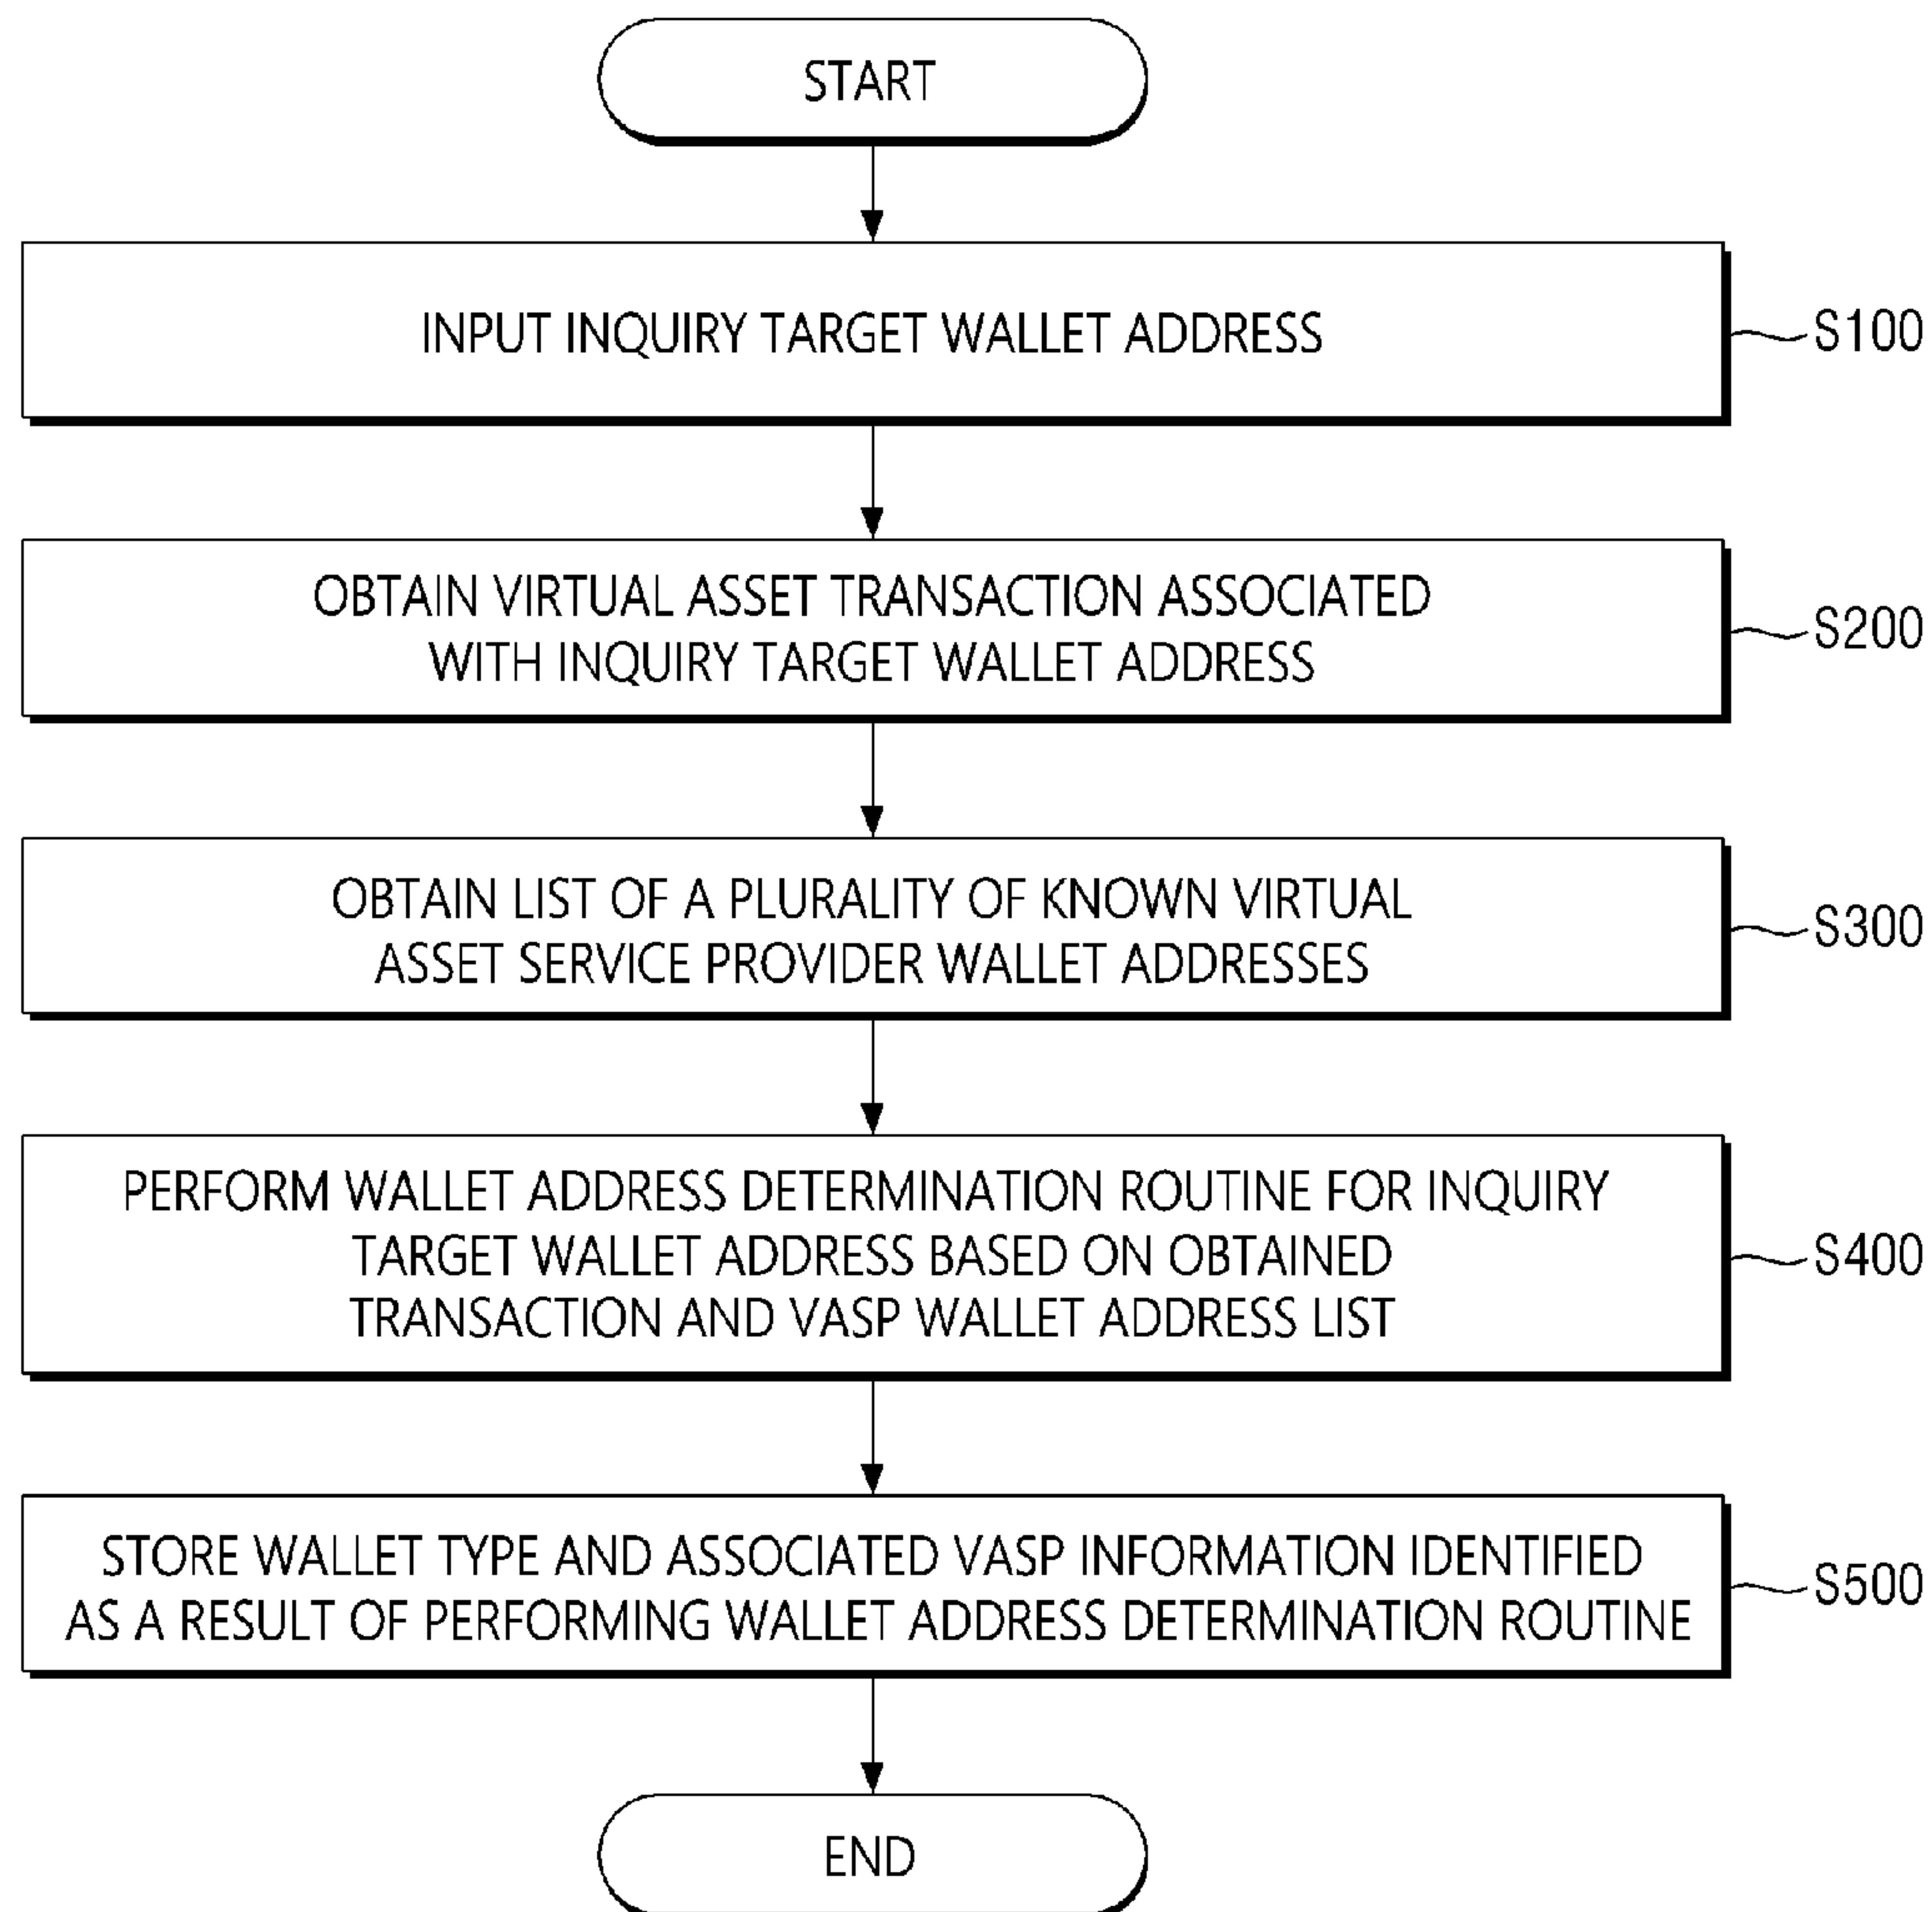 START
INPUT INQUIRY TARGET WALLET ADDRESS
S100
OBTAIN VIRTUAL ASSET TRANSACTION ASSOCIATED
WITH INQUIRY TARGET WALLET ADDRESS
S200
OBTAIN LIST OF A PLURALITY OF KNOWN VIRTUAL
ASSET SERVICE PROVIDER WALLET ADDRESSES
S300
PERFORM WALLET ADDRESS DETERMINATION ROUTINE FOR INQUIRY
TARGET WALLET ADDRESS BASED ON OBTAINED
TRANSACTION AND VASP WALLET ADDRESS LIST
S400
STORE WALLET TYPE AND ASSOCIATED VASP INFORMATION IDENTIFIED
AS A RESULT OF PERFORMING WALLET ADDRESS DETERMINATION ROUTINE
S500
END